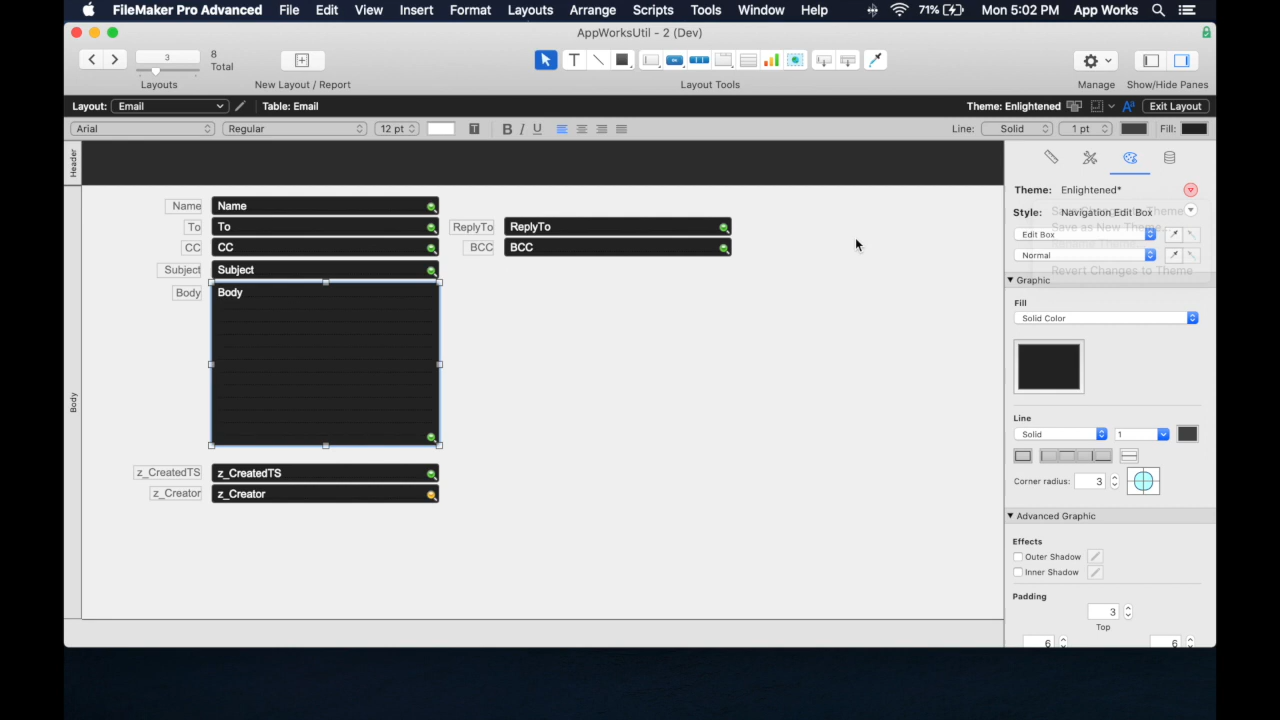 FileMaker Pro Advanced File Edit View Insert Format Layouts Arrange Scripts Tools Window Help 71% Mon 5:02 PM App Works
AppWorksUtil - 2 (Dev)
3 8 Total
Layouts New Layout / Report Layout Tools Manage Show/Hide Panes
Layout: Email Table: Email Theme: Enlightened Aa Exit Layout
Arial Regular 12 pt T B I U Line: Solid 1 pt Fill:
Header
Body
Name Name
To To ReplyTo ReplyTo
CC CC BCC BCC
Subject Subject
Body Body
z_CreatedTS z_CreatedTS
z_Creator z_Creator
Theme: Enlightened*
Style: Navigation Edit Box
Save as New Theme...
Edit Box
Normal
Revert Changes to Theme
Graphic
Fill
Solid Color
Line
Solid 1
Corner radius: 3
Advanced Graphic
Effects
Outer Shadow
Inner Shadow
Padding
3
Top
6 6